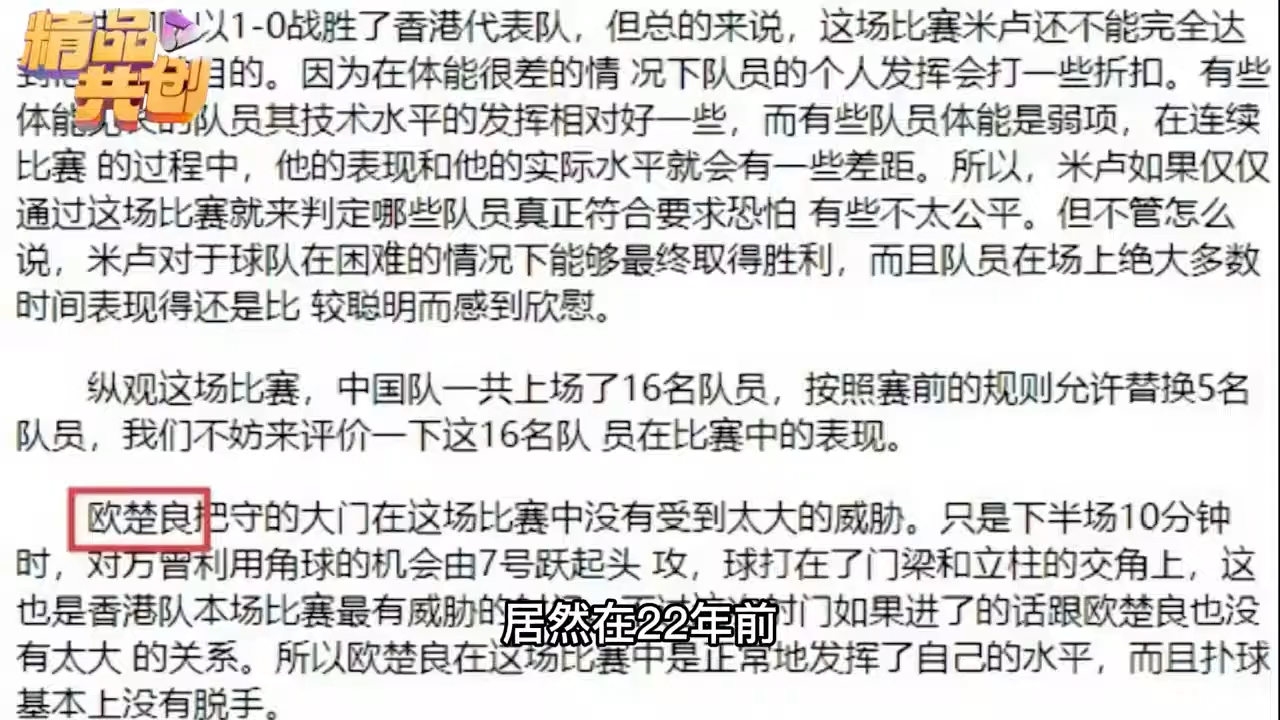 精品
共创
以1-0战胜了香港代表队，但总的来说，这场比赛米卢还不能完全达
目的。因为在体能很差的情 况下队员的个人发挥会打一些折扣。有些
体能见长的队员其技术水平的发挥相对好一些，而有些队员体能是弱项，在连续
比赛 的过程中，他的表现和他的实际水平就会有一些差距。所以，米卢如果仅仅
通过这场比赛就来判定哪些队员真正符合要求恐怕 有些不太公平。但不管怎么
说，米卢对于球队在困难的情况下能够最终取得胜利，而且队员在场上绝大多数
时间表现得还是比 较聪明而感到欣慰。
纵观这场比赛，中国队一共上场了16名队员，按照赛前的规则允许替换5名
队员，我们不妨来评价一下这16名队 员在比赛中的表现。
欧楚良把守的大门在这场比赛中没有受到太大的威胁。只是下半场10分钟
时，对方曾利用角球的机会由7号跃起头 攻，球打在了门梁和立柱的交角上，这
也是香港队本场比赛最有威胁的 射门如果进了的话跟欧楚良也没
居然在22年前
有太大 的关系。所以欧楚良在这场比赛中是正常地发挥了自己的水平，而且扑球
基本上没有脱手。